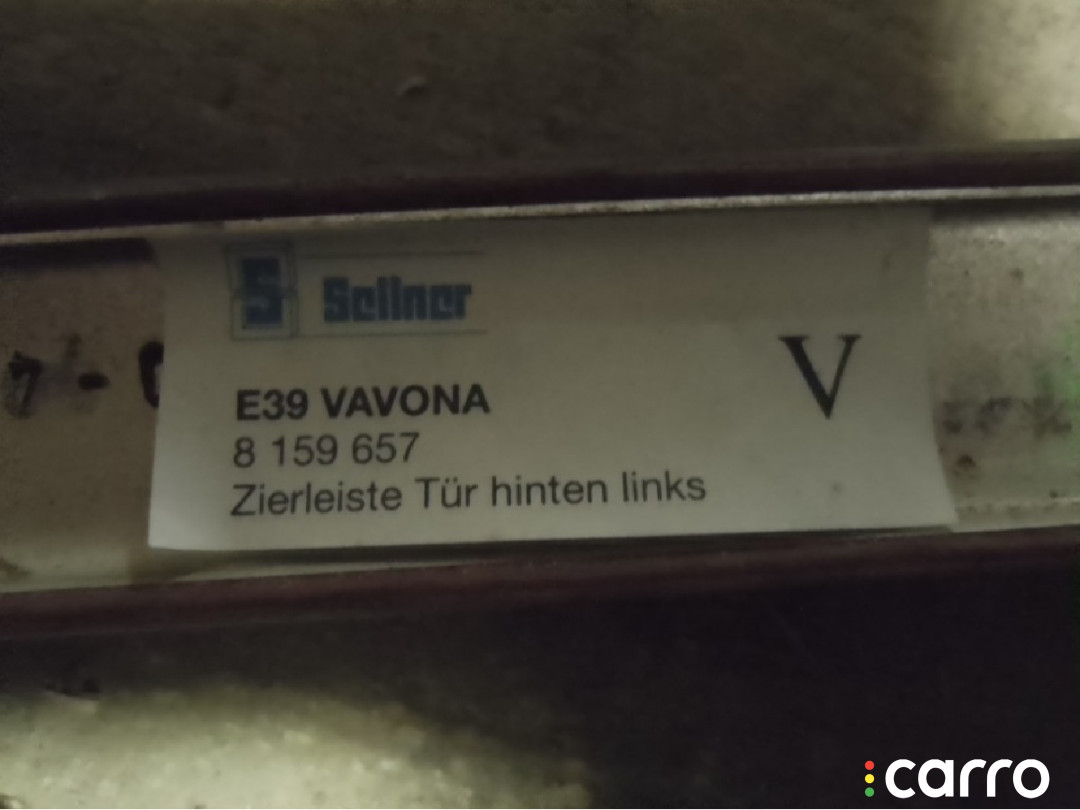 S Sellner
E39 VAVONA
8 159 657
Zierleiste Tür hinten links
V
carro